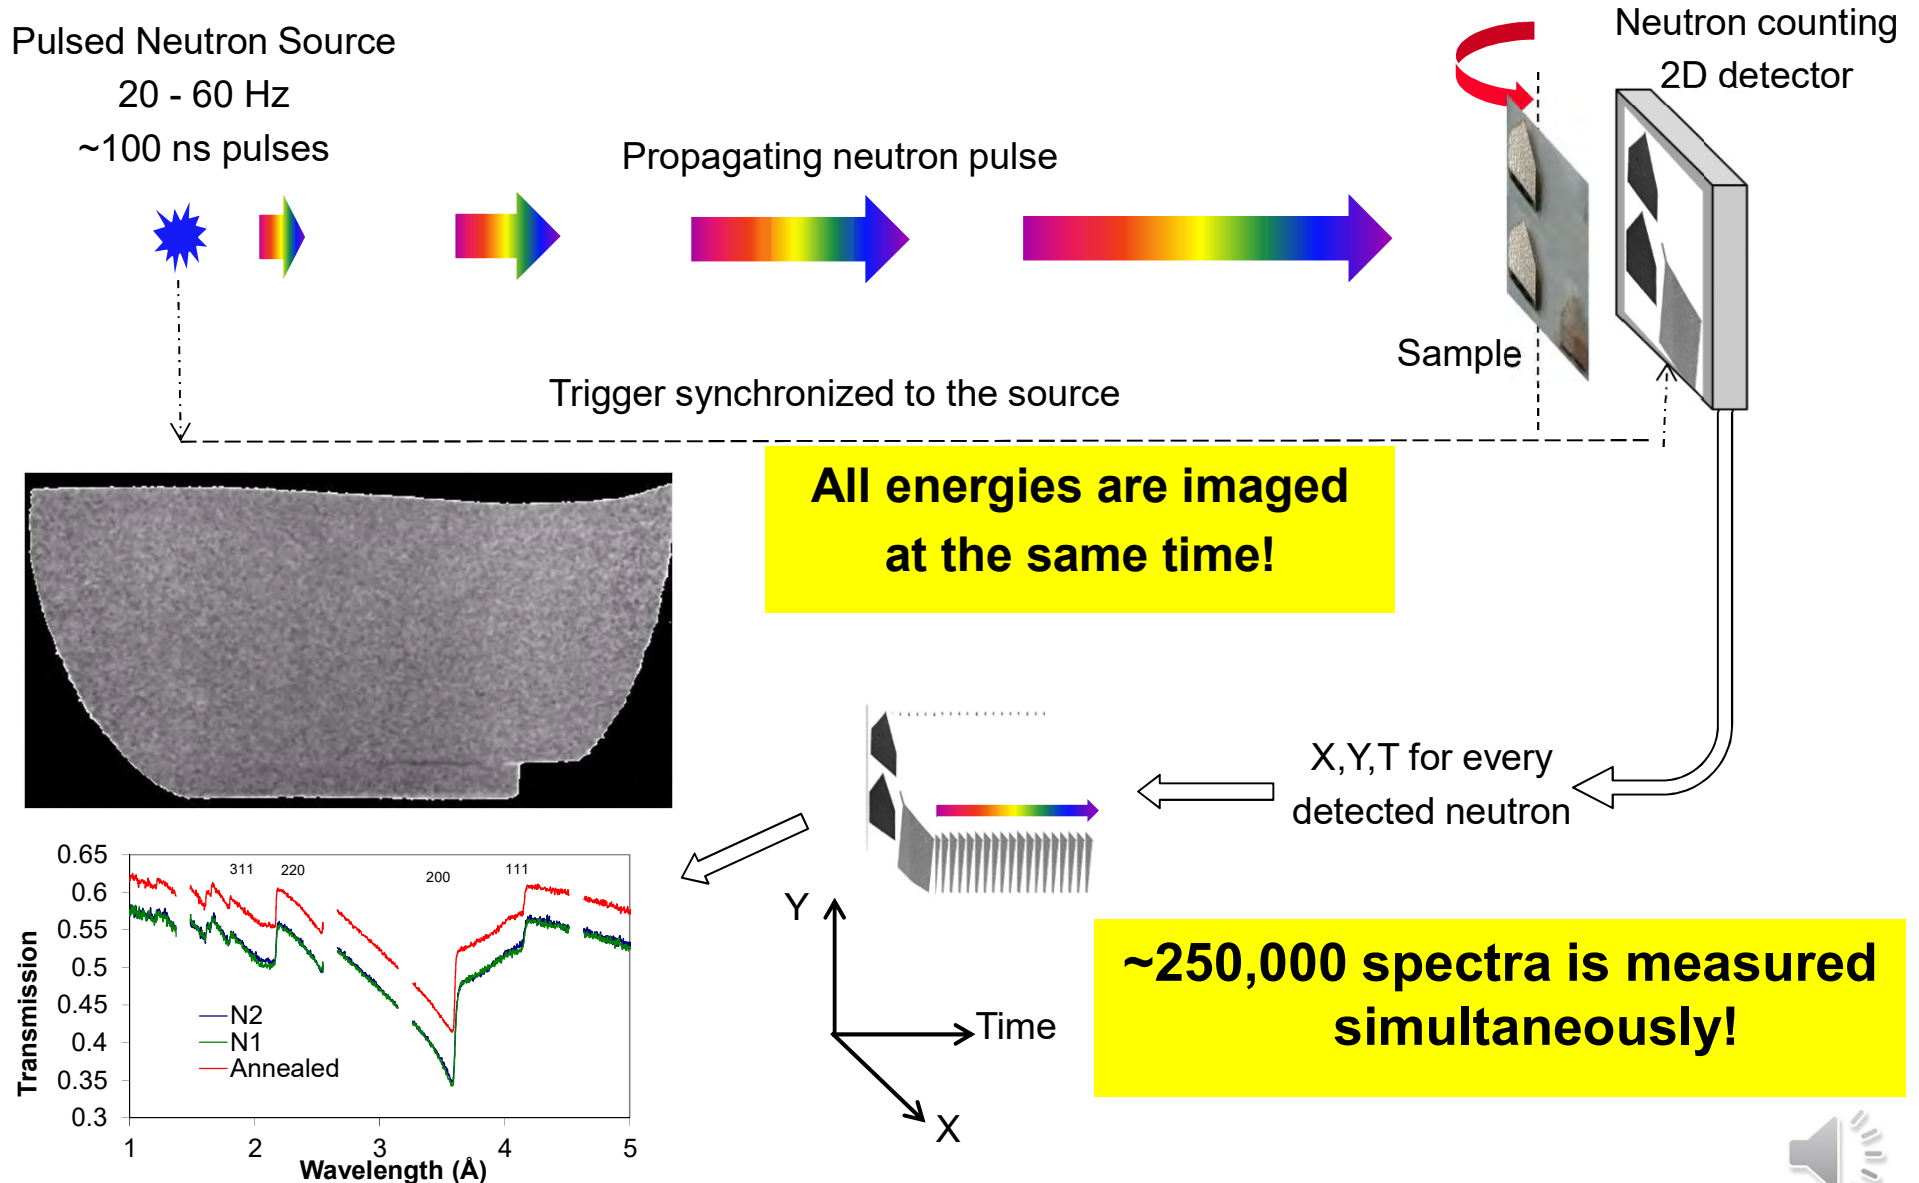 Pulsed Neutron Source
20 - 60 Hz
~100 ns pulses
Propagating neutron pulse
Neutron counting
2D detector
Sample
Trigger synchronized to the source
All energies are imaged
at the same time!
X,Y,T for every
detected neutron
~250,000 spectra is measured
simultaneously!
Y
Time
X
0.65
0.6
0.55
0.5
0.45
0.4
0.35
0.3
Transmission
311
220
200
111
N2
N1
Annealed
1
2
3
4
5
Wavelength (Å)